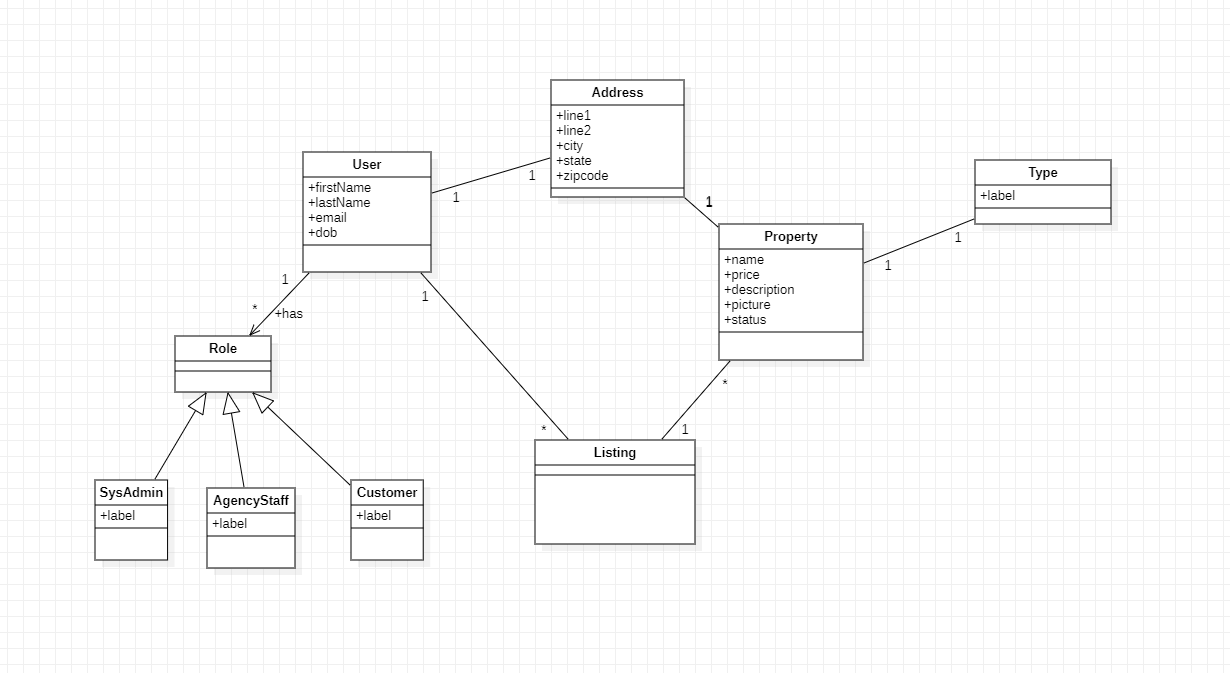 Address
+line1
+line2
+city
+state
+zipcode
User
+firstName
+lastName
+email
+dob
1
1
Type
+label
1
Property
+name
+price
+description
+picture
+status
1
1
1
*
+has
1
Role
*
1
*
Listing
SysAdmin
+label
AgencyStaff
+label
Customer
+label